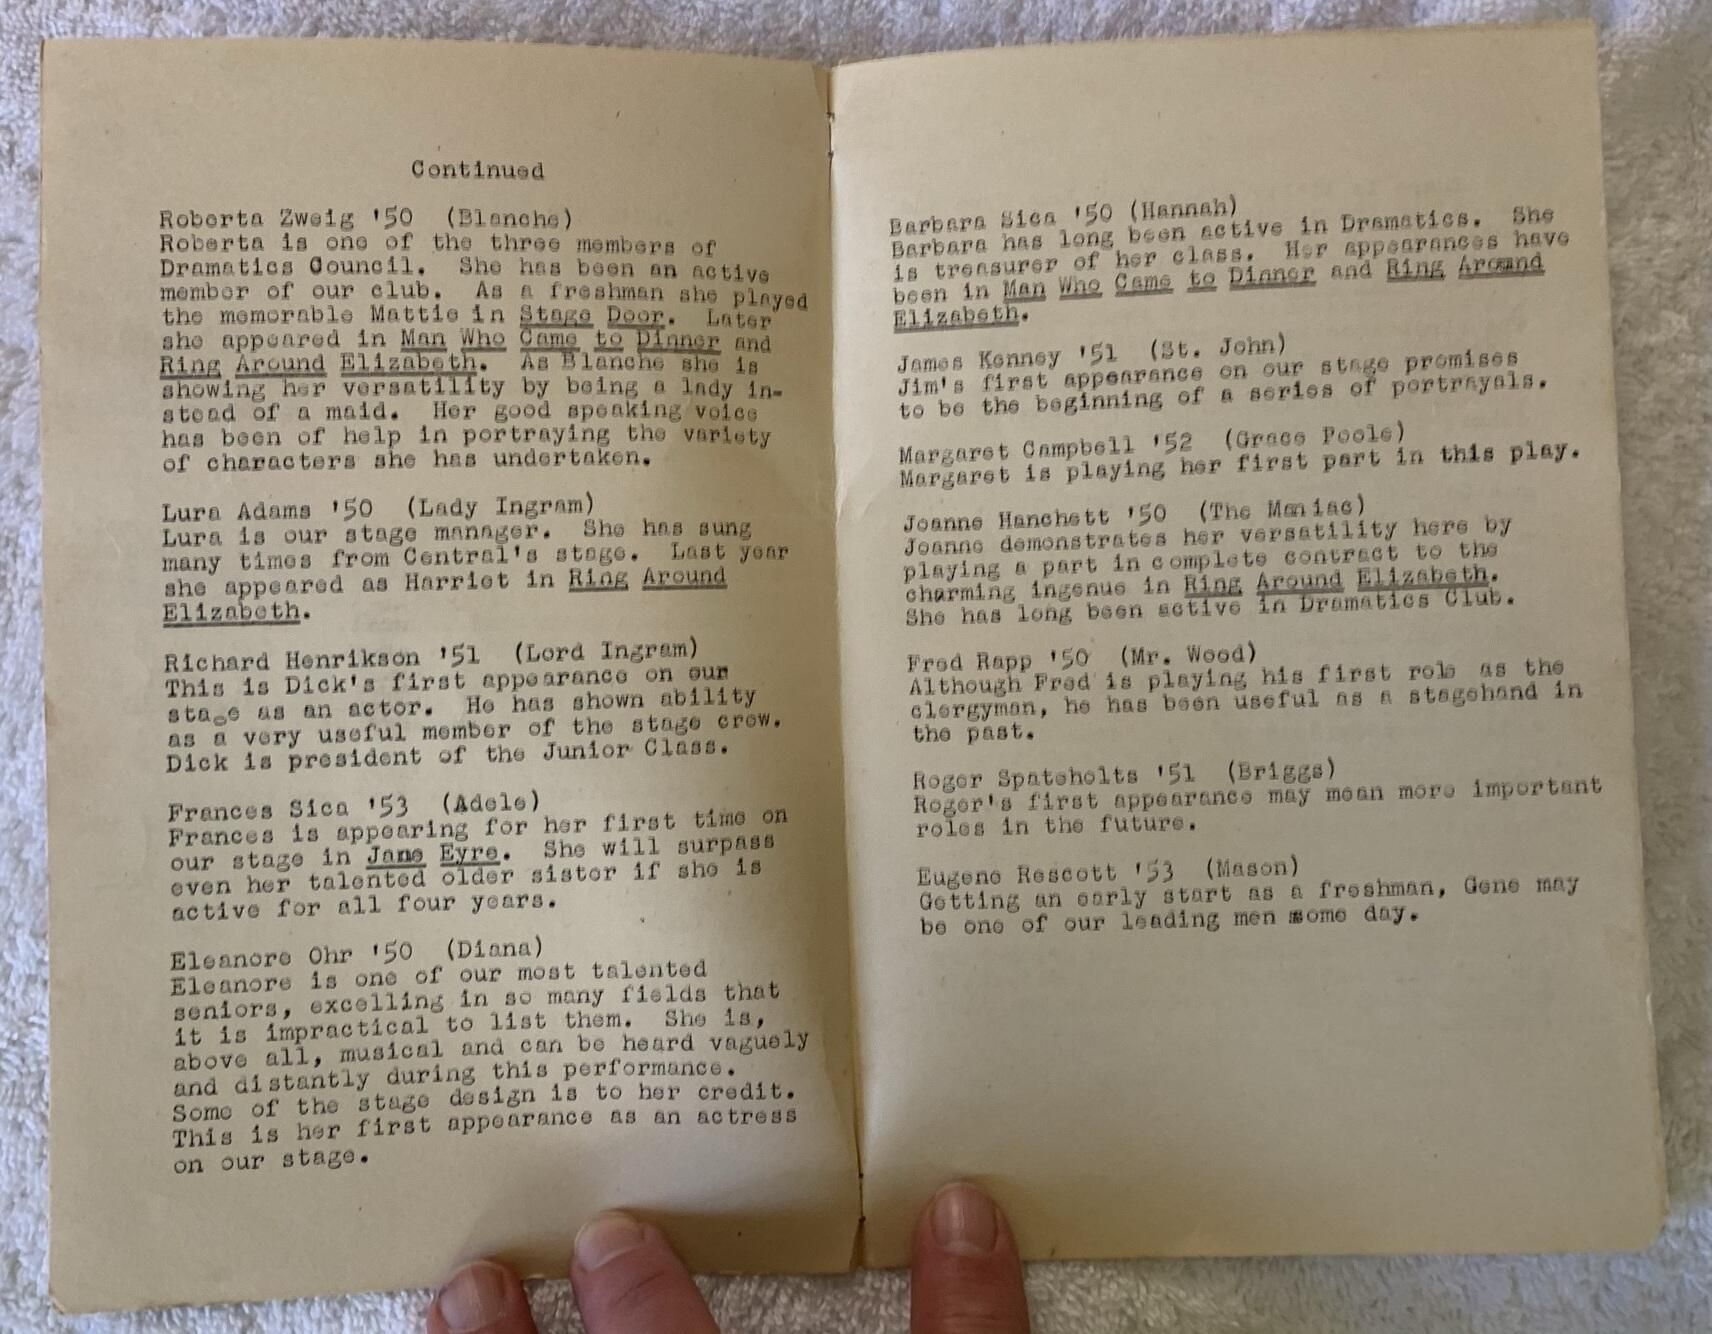 Continued
Roberta Zweig '50 (Blanche)
Roberta is one of the three members of
Dramatics Council. She has been an active
member of our club. As a freshman she played
the memorable Mattie in Stage Door. Later
she appeared in Man Who Came to Dinner and
Ring Around Elizabeth. As Blanche she is
showing her versatility by being a lady in-
stead of a maid. Her good speaking voice
has been of help in portraying the variety
of characters she has undertaken.
Lura Adams '50 (Lady Ingram)
Lura is our stage manager. She has sung
many times from Central's stage. Last year
she appeared as Harriet in Ring Around
Elizabeth.
Richard Henrikson '51 (Lord Ingram)
This is Dick's first appearance on our
stage as an actor. He has shown ability
as a very useful member of the stage crew.
Dick is president of the Junior Class.
Frances Sica '53 (Adele)
Frances is appearing for her first time on
our stage in Jane Eyre. She will surpass
even her talented older sister if she is
active for all four years.
Eleanore Ohr '50 (Diana)
Eleanore is one of our most talented
seniors, excelling in so many fields that
it is impractical to list them. She is,
above all, musical and can be heard vaguely
and distantly during this performance.
Some of the stage design is to her credit.
This is her first appearance as an actress
on our stage.
Barbara Sica '50 (Hannah)
Barbara has long been active in Dramatics. She
is treasurer of her class. Her appearances have
been in Man Who Came to Dinner and Ring Around
Elizabeth.
James Kenney '51 (St. John)
Jim's first appearance on our stage promises
to be the beginning of a series of portrayals.
Margaret Campbell '52 (Grace Poole)
Margaret is playing her first part in this play.
Joanne Hanchett '50 (The Maniac)
Joanne demonstrates her versatility here by
playing a part in complete contract to the
charming ingenue in Ring Around Elizabeth.
She has long been active in Dramatics Club.
Fred Rapp '50 (Mr. Wood)
Although Fred is playing his first role as the
clergyman, he has been useful as a stagehand in
the past.
Roger Spateholts '51 (Briggs)
Roger's first appearance may mean more important
roles in the future.
Eugene Rescott '53 (Mason)
Getting an early start as a freshman, Gene may
be one of our leading men some day.